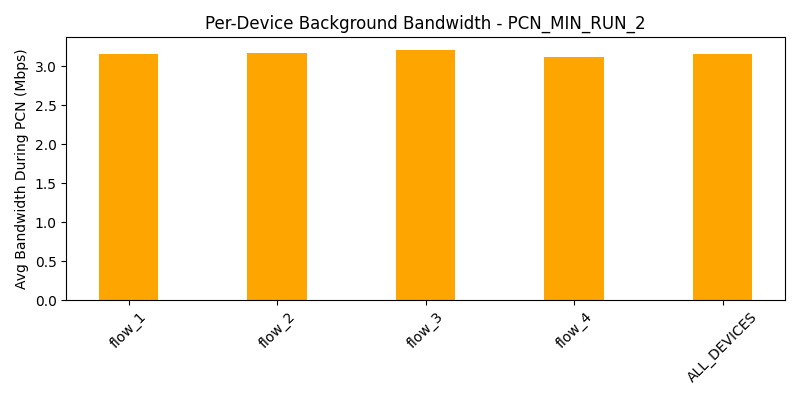 Per-Device Background Bandwidth - PCN_MIN_RUN_2
Avg Bandwidth During PCN (Mbps)
3.0
2.5
2.0
1.5
1.0
0.5
0.0
flow_1
flow_2
flow_3
flow_4
ALL_DEVICES